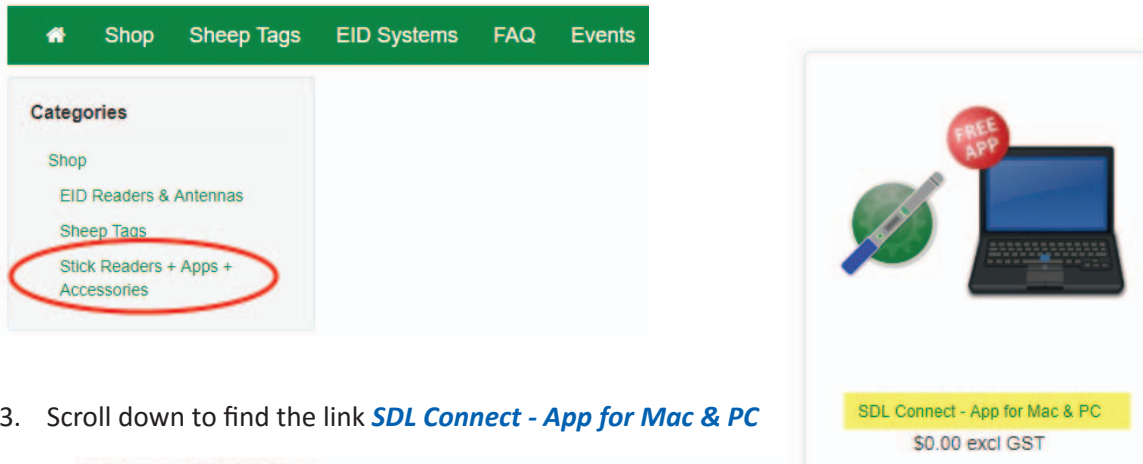 Shop Sheep Tags EID Systems FAQ Events
Categories
Shop
EID Readers & Antennas
Sheep Tags
Stick Readers + Apps +
Accessories
FREE
APP
3. Scroll down to find the link SDL Connect - App for Mac & PC
SDL Connect - App for Mac & PC
$0.00 excl GST